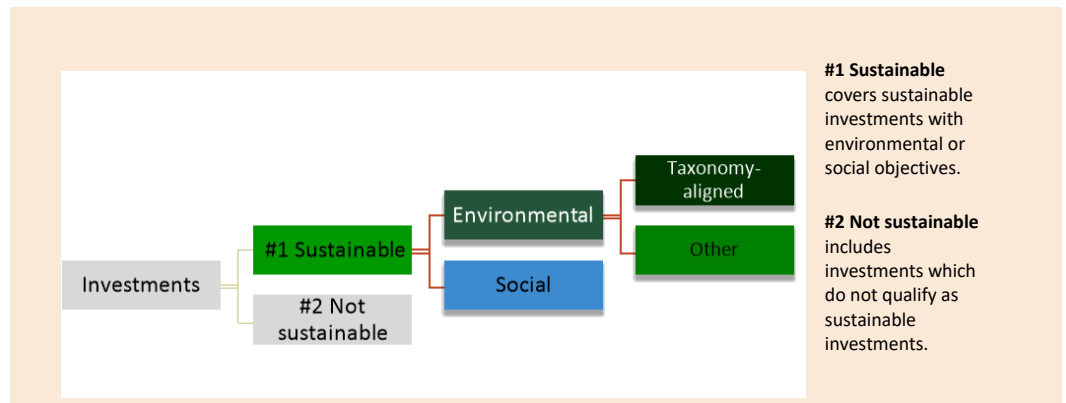 Investments
#1 Sustainable
#2 Not
sustainable
Environmental
Social
Taxonomy-
aligned
Other
#1 Sustainable
covers sustainable
investments with
environmental or
social objectives.
#2 Not sustainable
includes
investments which
do not qualify as
sustainable
investments.